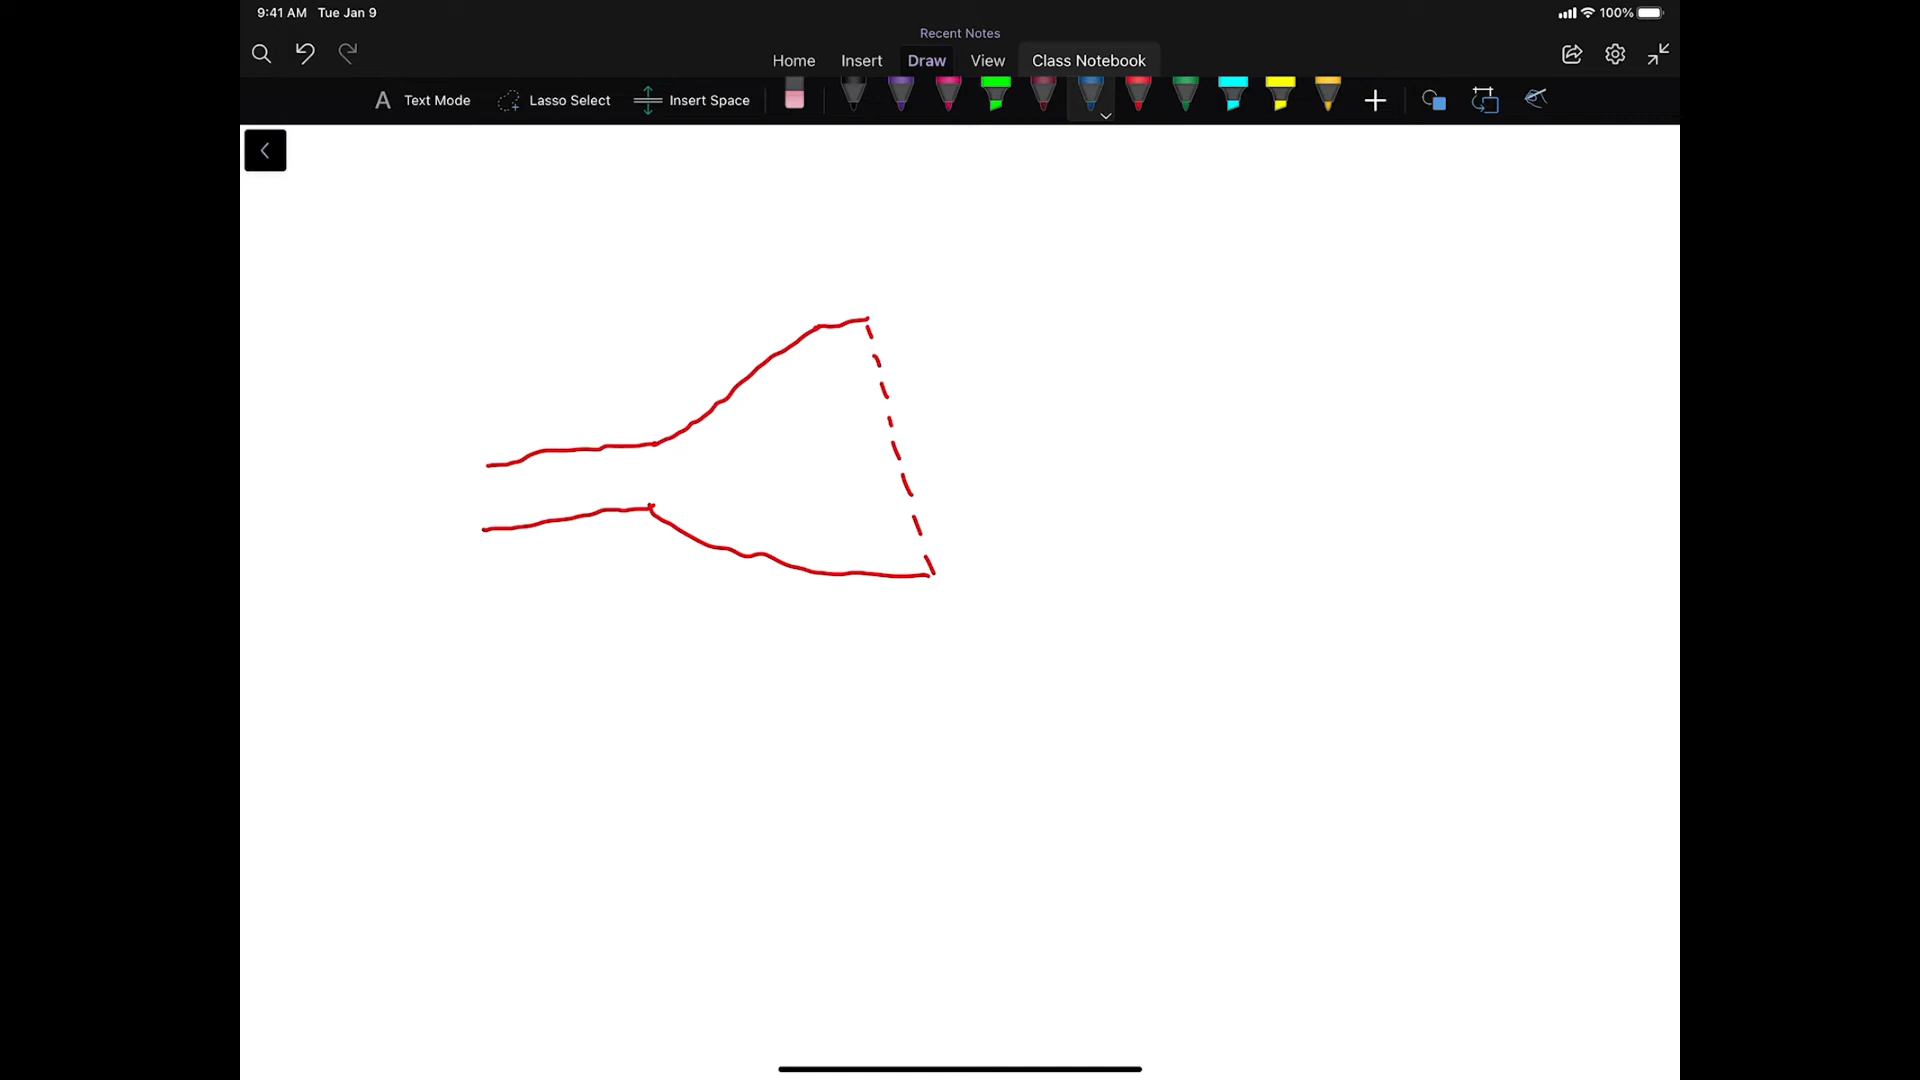 9:41 AM Tue Jan 9
100%
Recent Notes
Home Insert Draw View Class Notebook
A Text Mode Lasso Select Insert Space